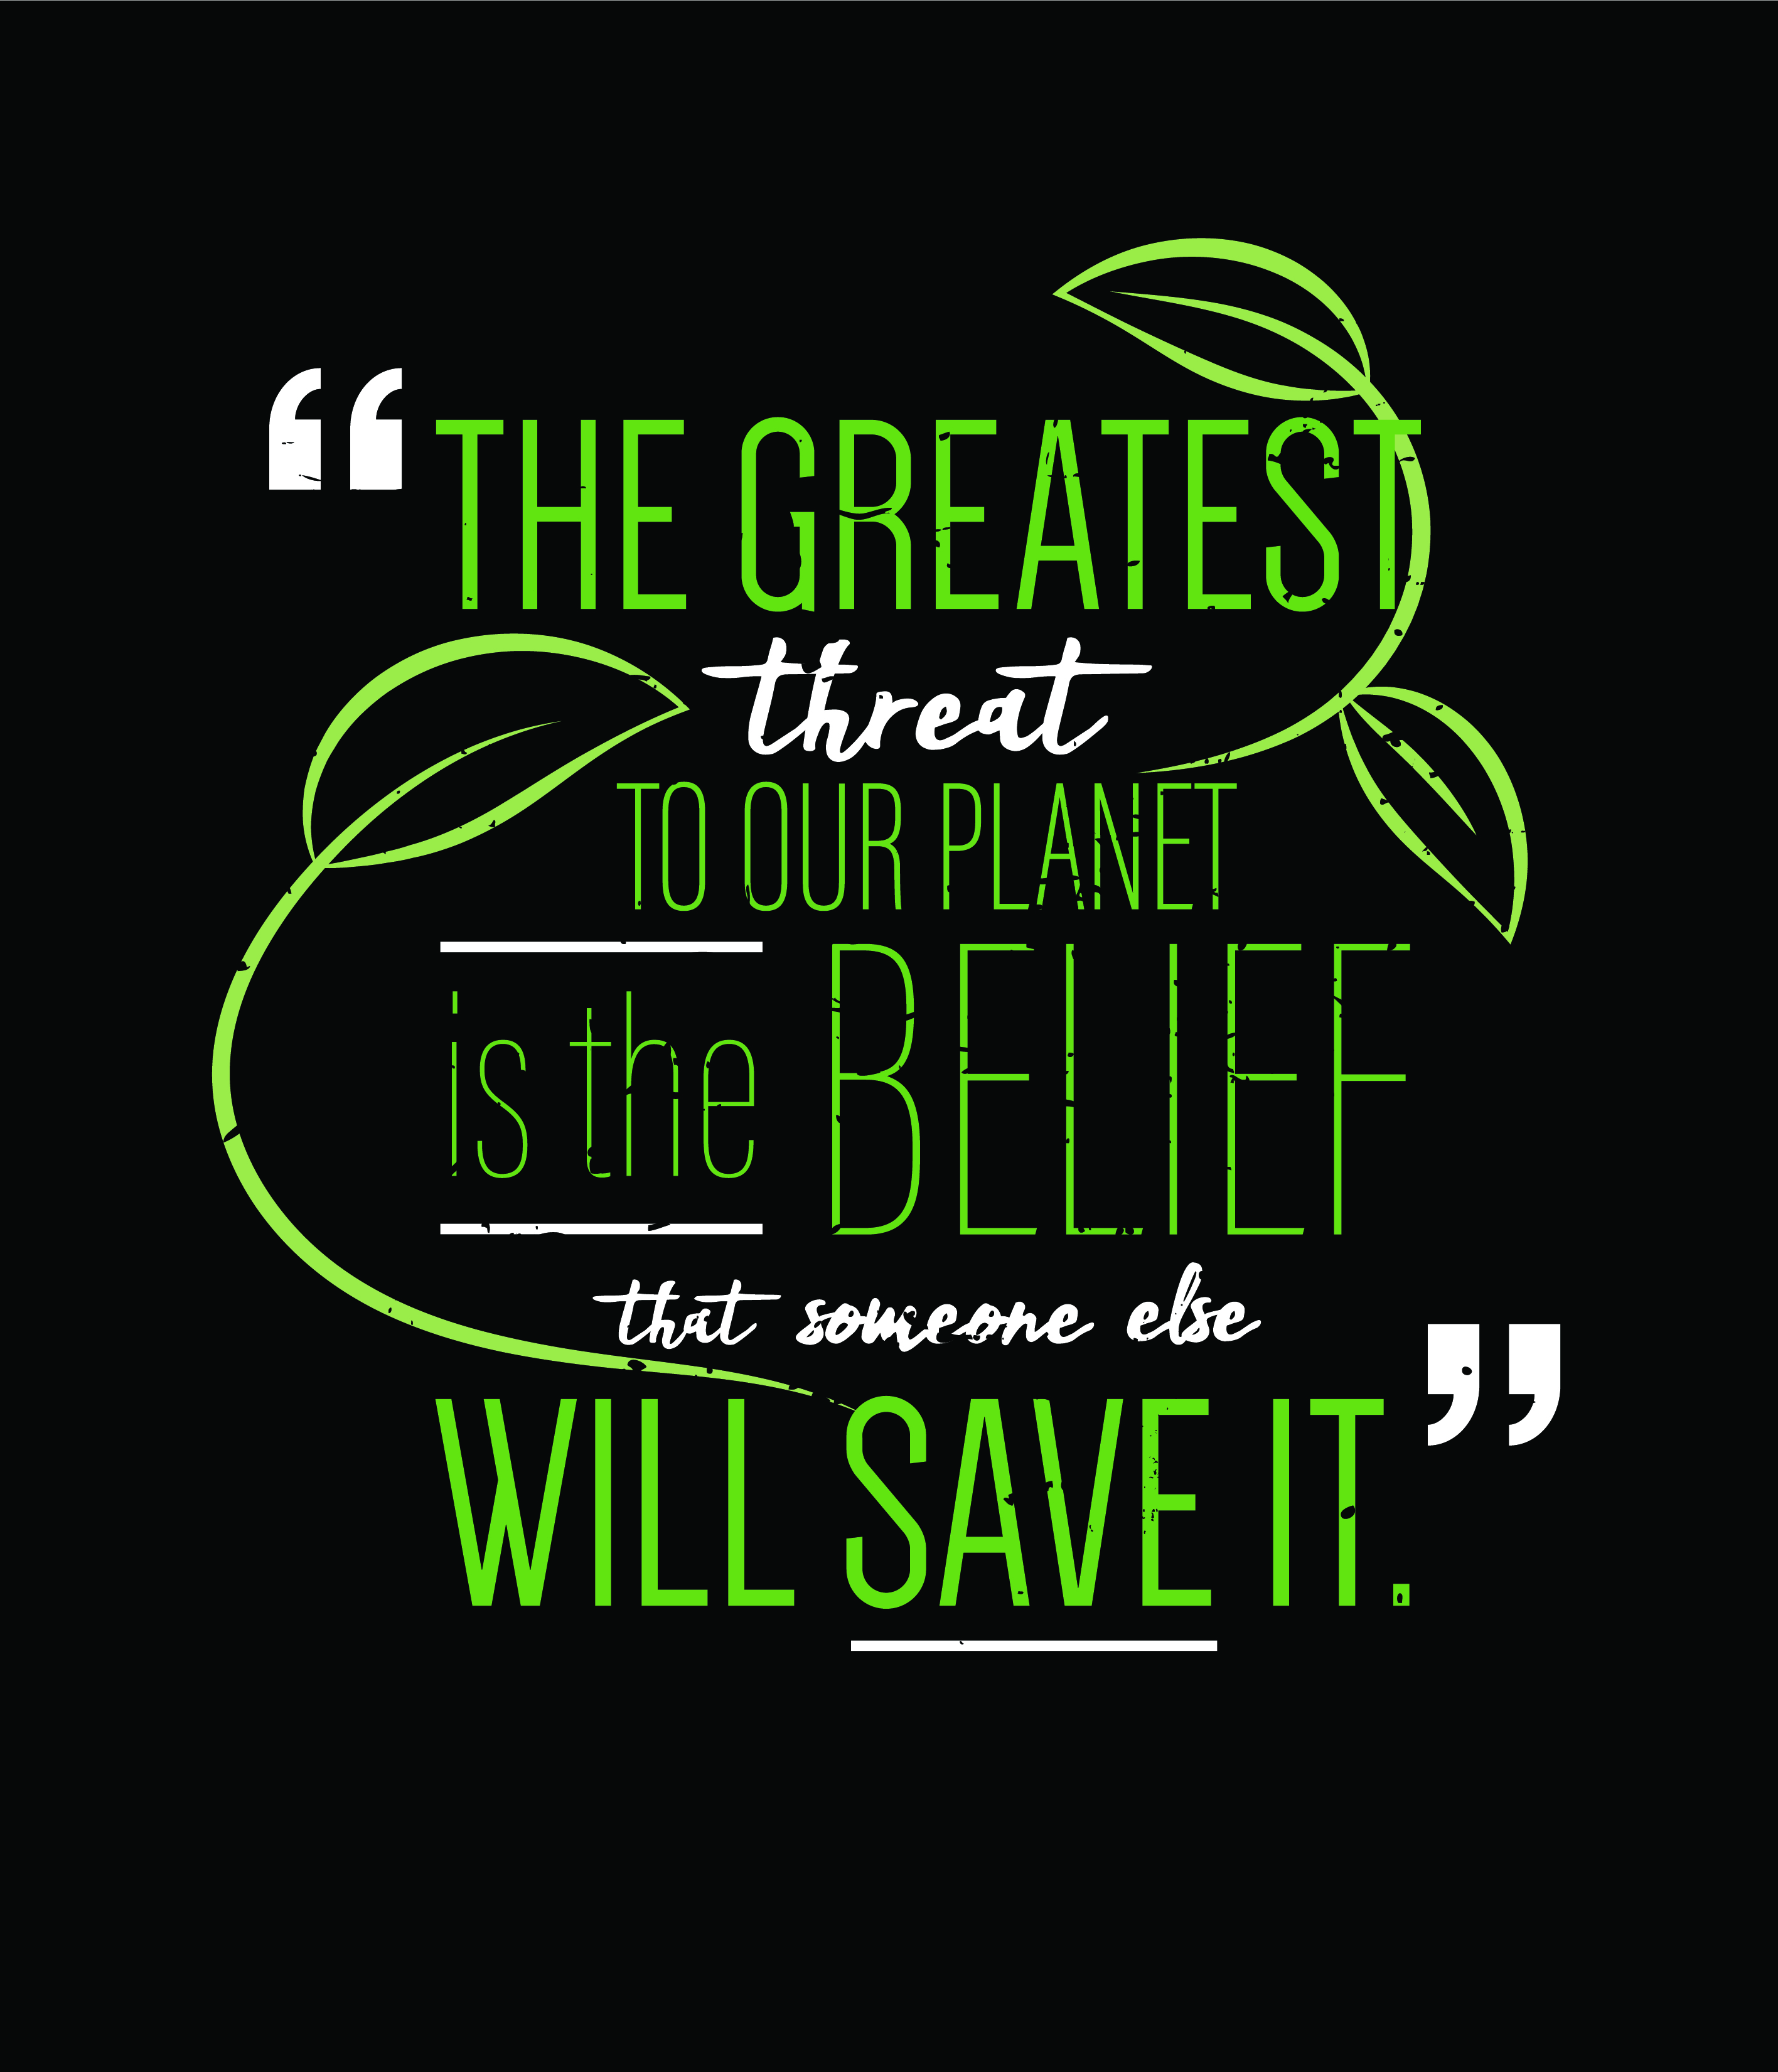 “THE GREATEST
threat
TO OUR PLANET
is the BELIEF
that someone else
WILL SAVE IT.”